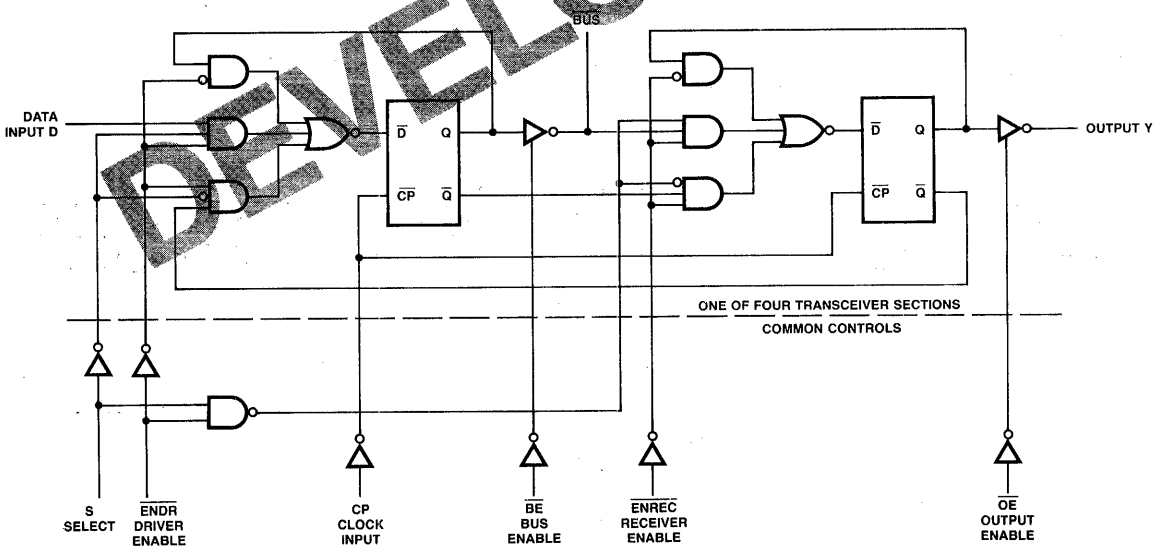 BUS
DEVELO
DATA
INPUT D
D
Q
CP
Q
D
Q
CP
Q
OUTPUT Y
ONE OF FOUR TRANSCEIVER SECTIONS
COMMON CONTROLS
S
SELECT
ENDR
DRIVER
ENABLE
CP
CLOCK
INPUT
BE
BUS
ENABLE
ENREC
RECEIVER
ENABLE
OE
OUTPUT
ENABLE